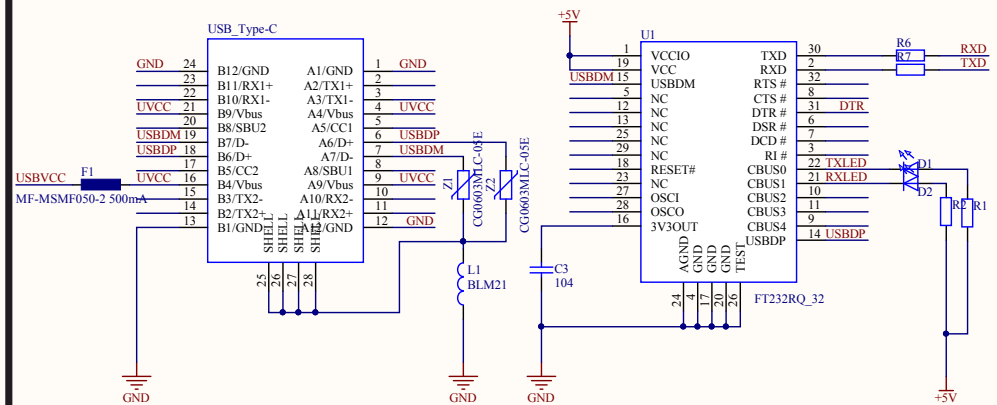 USB_Type-C
GND 24 B12/GND A1/GND 1 GND
23 B11/RX1+ A2/TX1+ 2
22 B10/RX1- A3/TX1- 3
UVCC 21 B9/Vbus A4/Vbus 4 UVCC
20 B8/SBU2 A5/CC1 5
USBDM 19 B7/D- A6/D+ 6 USBDP
USBDP 18 B6/D+ A7/D- 7 USBDM
17 B5/CC2 A8/SBU1 8
USBVCC F1 UVCC 16 B4/Vbus A9/Vbus 9 UVCC
MF-MSMF050-2 500mA
15 B3/TX2- A10/RX2- 10
14 B2/TX2+ A11/RX2+ 11
13 B1/GND A12/GND 12 GND
SHELL SHELL SHELL SHELL
25 26 27 28
Z1 CG0603MLC-05E
Z2 CG0603MLC-05E
L1
BLM21
GND
GND
+5V
U1
1 VCCIO TXD 30 R6 RXD
19 VCC RXD 2 R7 TXD
USBDM 15 USBDM RTS # 32
5 NC CTS # 8
12 NC DTR # 31 DTR
13 NC DSR # 6
25 NC DCD # 7
29 NC RI # 3
18 RESET# CBUS0 22 TXLED D1
23 NC CBUS1 21 RXLED D2
27 OSCI CBUS2 10
28 OSCO CBUS3 11
16 3V3OUT CBUS4 9
USBDP 14 USBDP
R2 R1
AGND GND GND GND TEST
24 4 17 20 26
FT232RQ_32
C3
104
GND
+5V